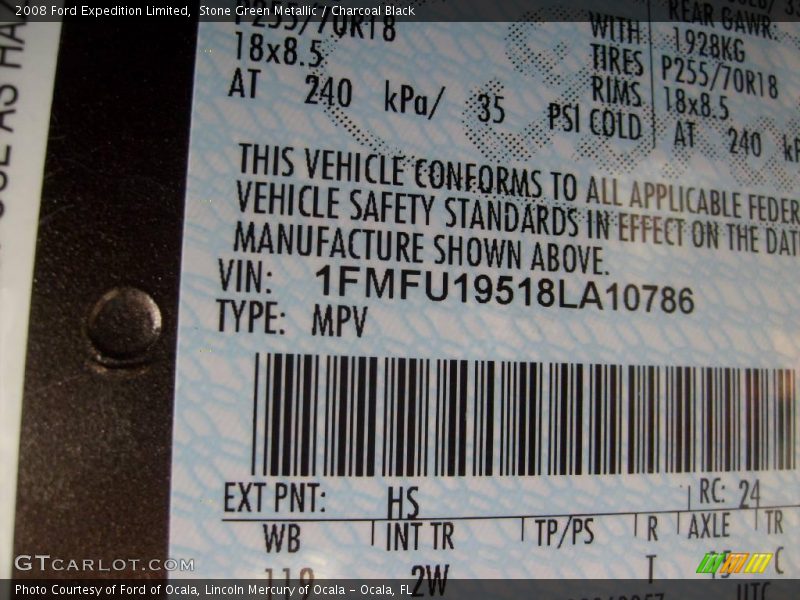 2008 Ford Expedition Limited, Stone Green Metallic / Charcoal Black
P255/70R18
18x8.5
AT 240 kPa/ 35 PSI COLD
REAR GAWR:
WITH 1928KG
TIRES P255/70R18
RIMS 18x8.5
AT 240
THIS VEHICLE CONFORMS TO ALL APPLICABLE FEDER
VEHICLE SAFETY STANDARDS IN EFFECT ON THE DAT
MANUFACTURE SHOWN ABOVE.
VIN: 1FMFU19518LA10786
TYPE: MPV
EXT PNT: HS RC: 24
WB INT TR TP/PS R AXLE TR
119 2W T C
UTC
GTCARLOT.COM
Photo Courtesy of Ford of Ocala, Lincoln Mercury of Ocala - Ocala, FL